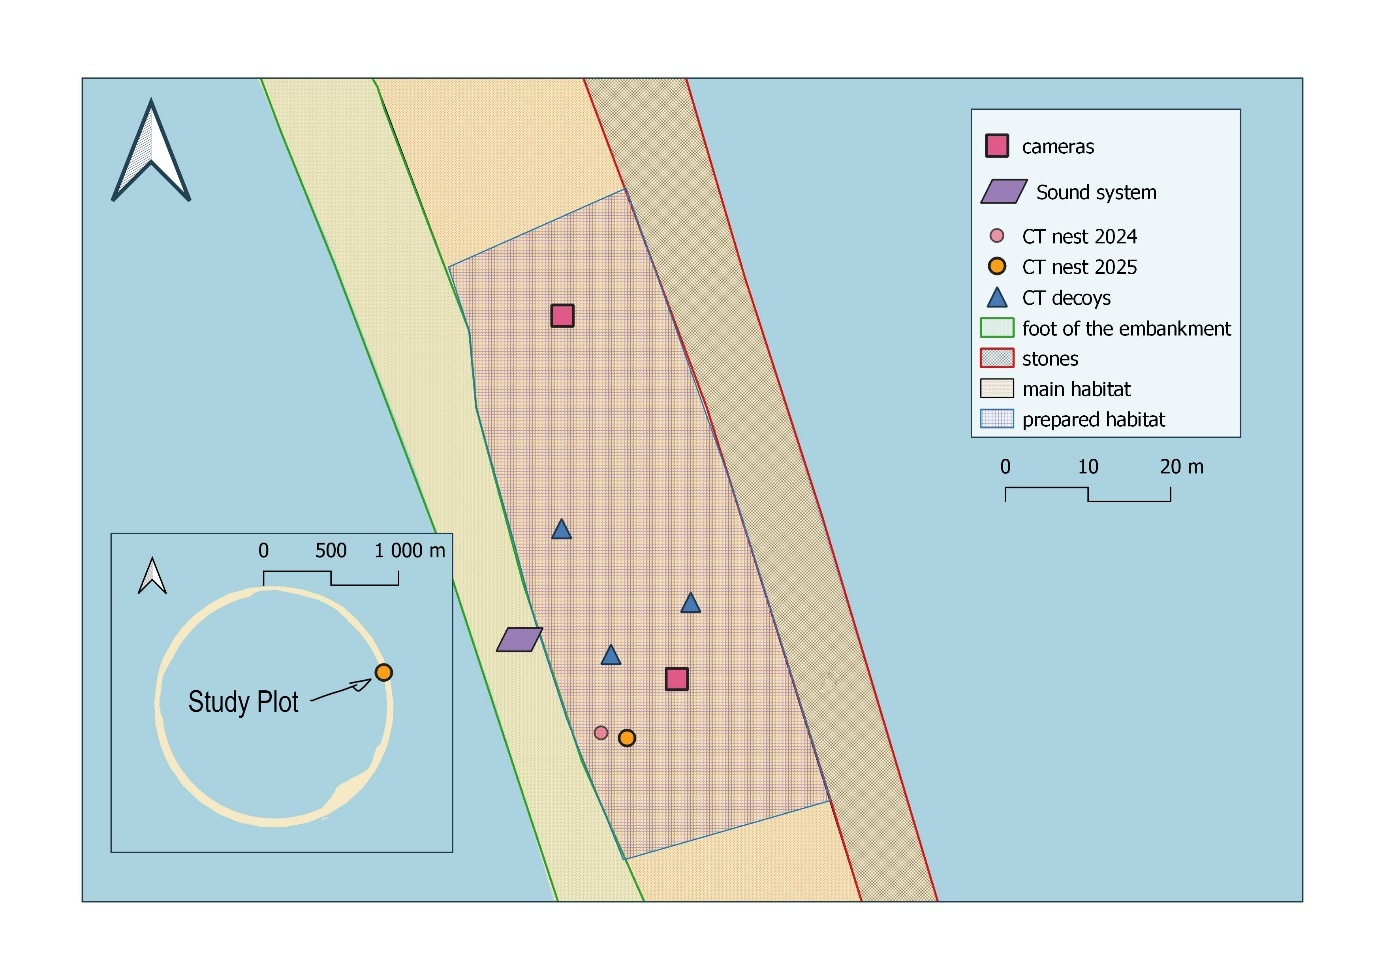 cameras
Sound system
CT nest 2024
CT nest 2025
CT decoys
foot of the embankment
stones
main habitat
prepared habitat
0 10 20 m
0 500 1 000 m
Study Plot